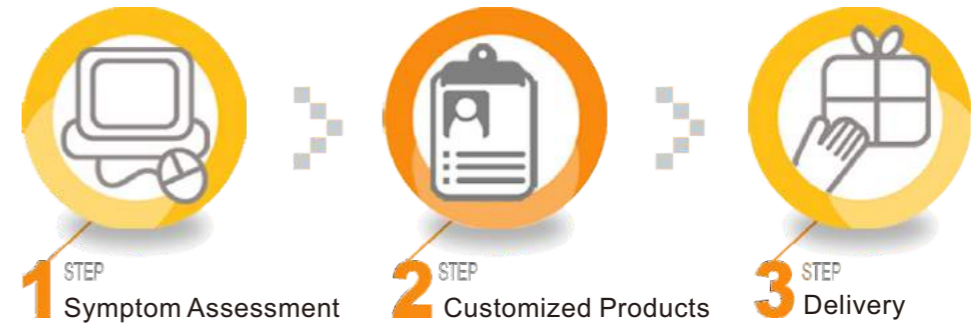 1 STEP
Symptom Assessment
2 STEP
Customized Products
3 STEP
Delivery